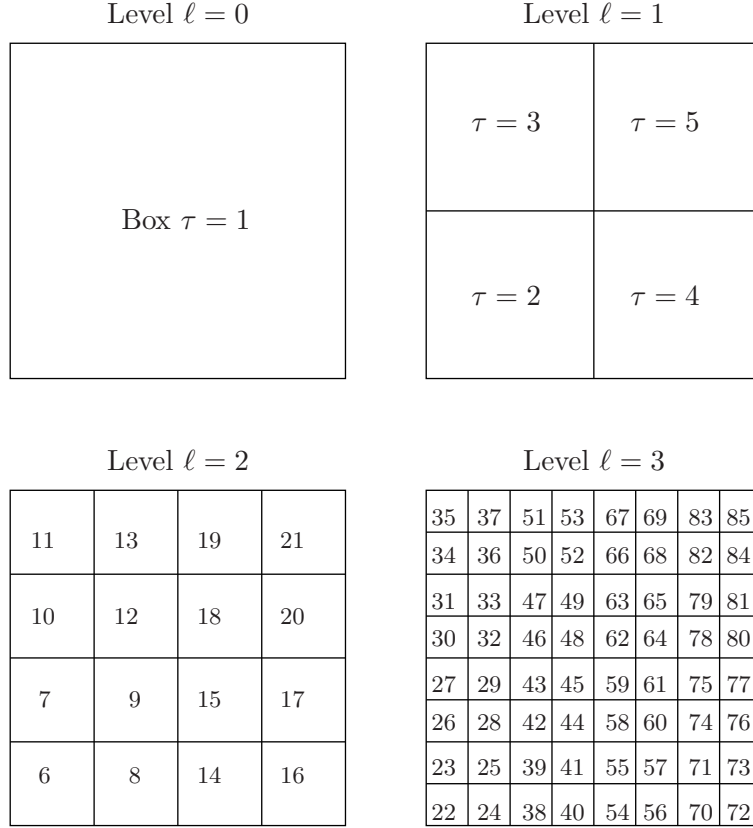 Level ℓ = 0
Box τ = 1
Level ℓ = 1
τ = 3 τ = 5
τ = 2 τ = 4
Level ℓ = 2
11 13 19 21
10 12 18 20
7 9 15 17
6 8 14 16
Level ℓ = 3
35 37 51 53 67 69 83 85
34 36 50 52 66 68 82 84
31 33 47 49 63 65 79 81
30 32 46 48 62 64 78 80
27 29 43 45 59 61 75 77
26 28 42 44 58 60 74 76
23 25 39 41 55 57 71 73
22 24 38 40 54 56 70 72